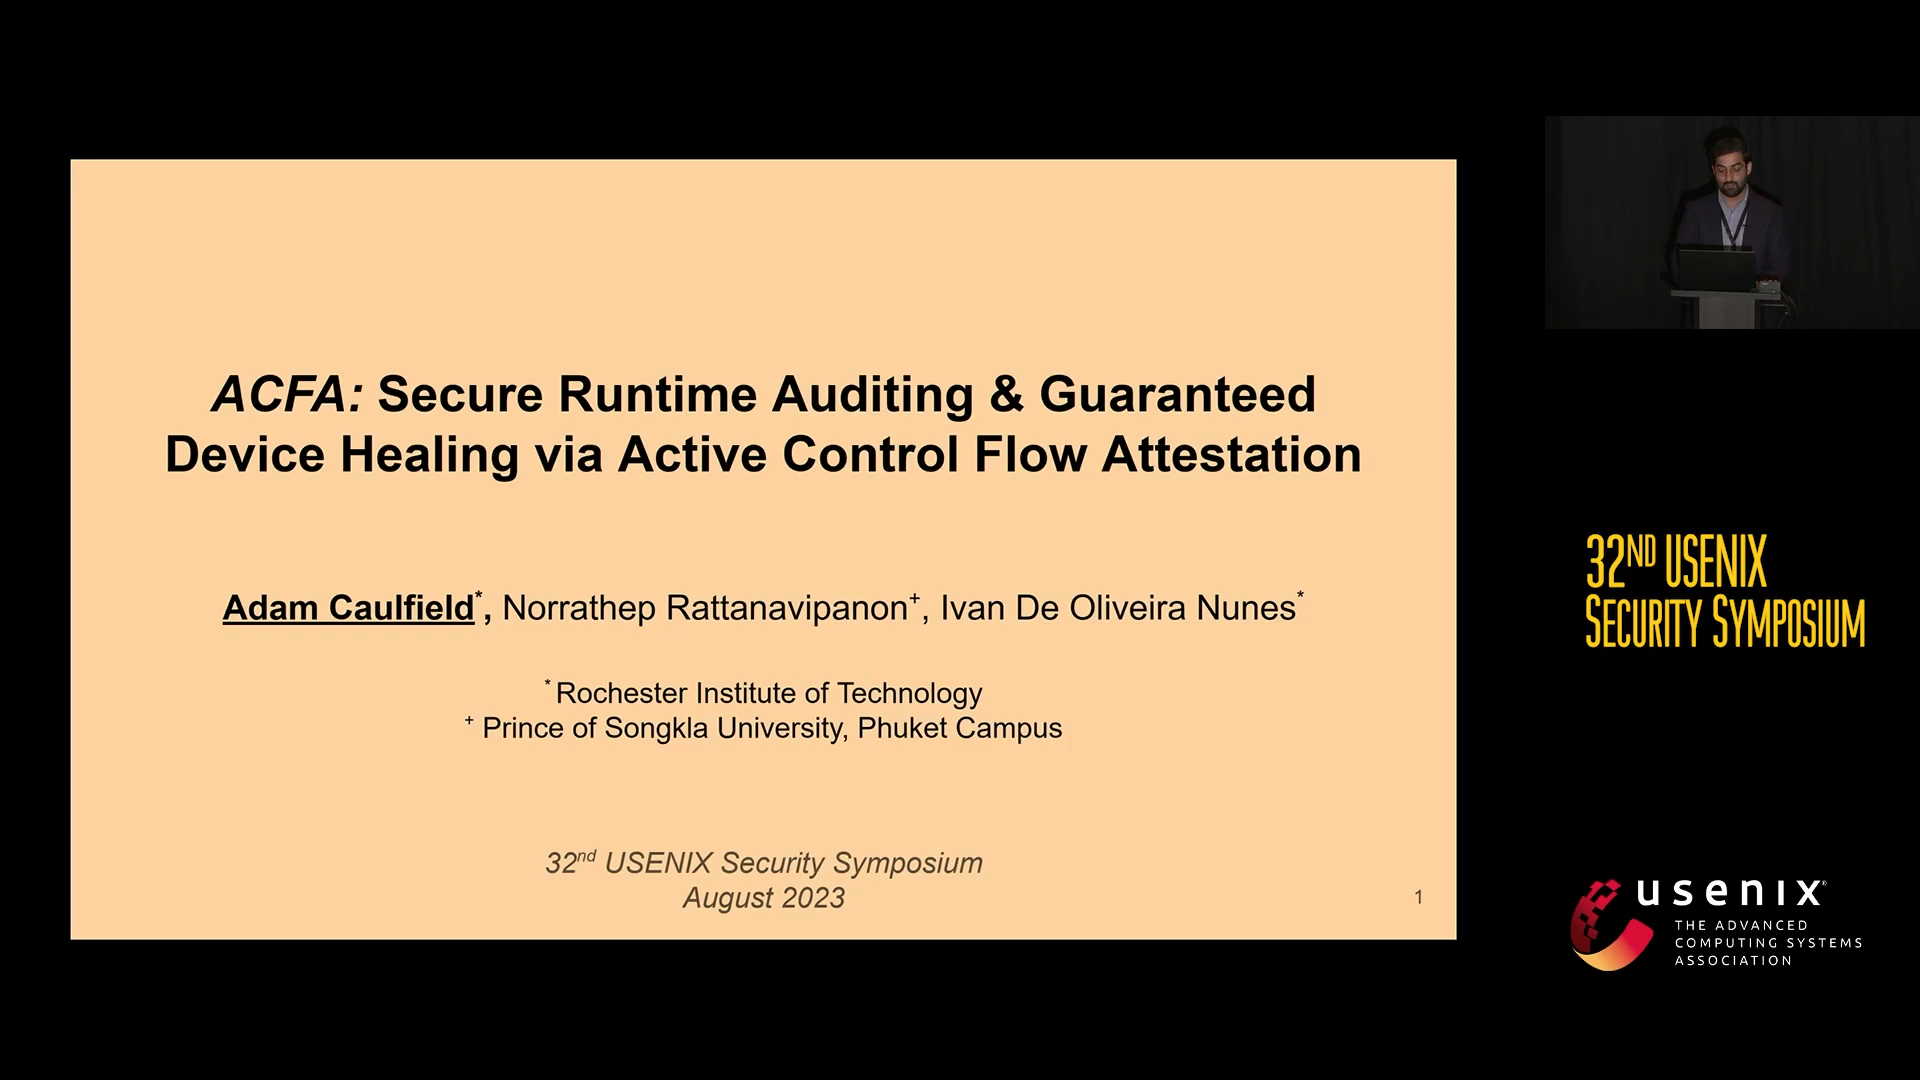 ACFA: Secure Runtime Auditing & Guaranteed
Device Healing via Active Control Flow Attestation
Adam Caulfield*, Norrathep Rattanavipanon+, Ivan De Oliveira Nunes*
* Rochester Institute of Technology
+ Prince of Songkla University, Phuket Campus
32nd USENIX Security Symposium
August 2023
1
32ND USENIX
SECURITY SYMPOSIUM
usenix®
THE ADVANCED
COMPUTING SYSTEMS
ASSOCIATION